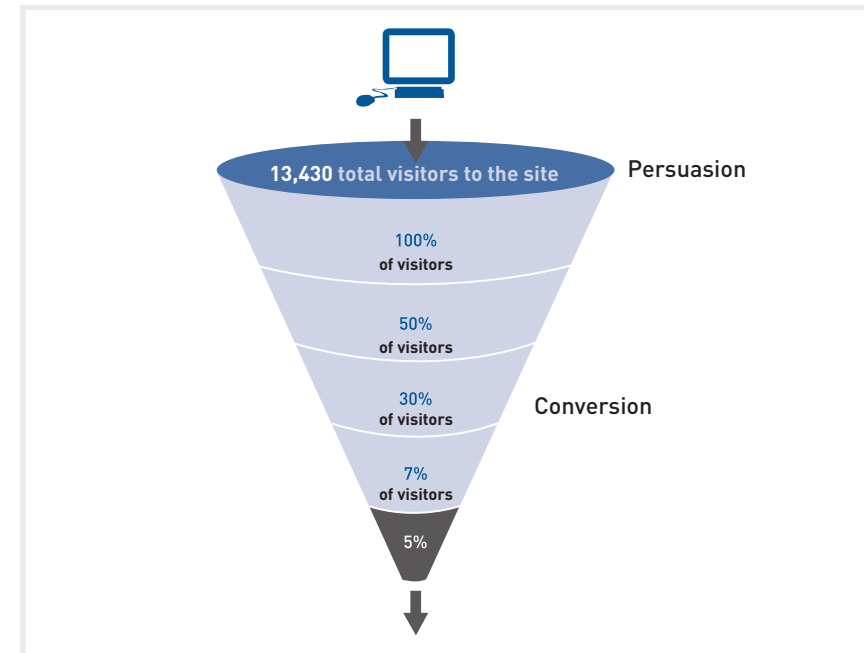 13,430 total visitors to the site
Persuasion
100%
of visitors
50%
of visitors
30%
of visitors
Conversion
7%
of visitors
5%